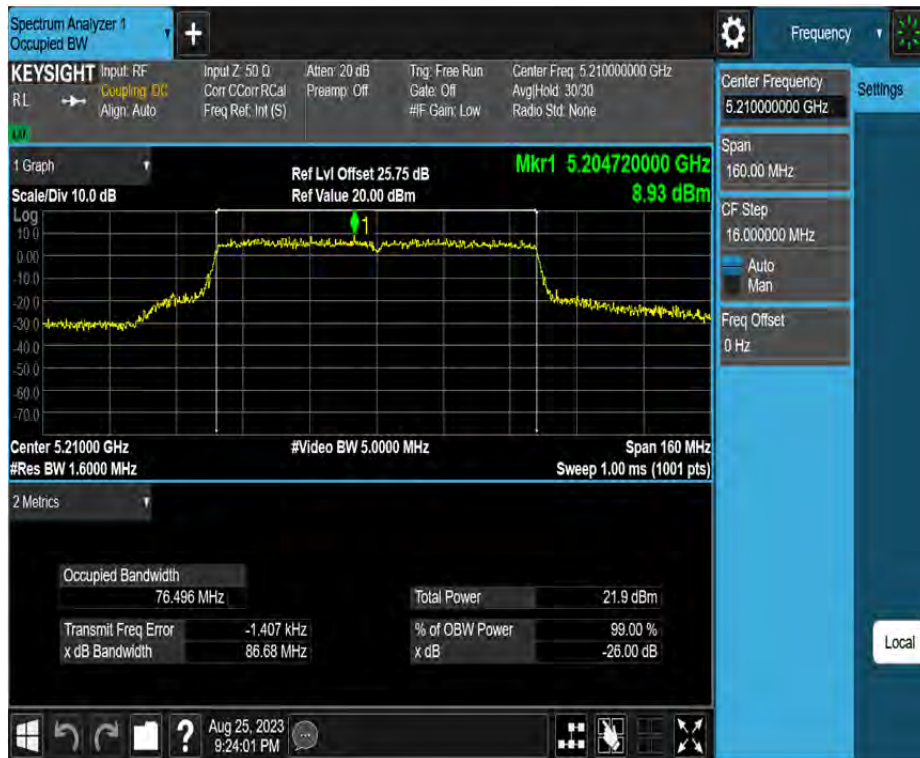 Spectrum Analyzer 1
Occupied BW
+
Frequency
KEYSIGHT
RL
Input: RF
Coupling: DC
Align: Auto
Input Z: 50 Ω
Corr CCorr RCal
Freq Ref: Int (S)
Atten: 20 dB
Preamp: Off
Trig: Free Run
Gate: Off
#IF Gain: Low
Center Freq: 5.210000000 GHz
Avg|Hold: 30/30
Radio Std: None
1 Graph
Scale/Div 10.0 dB
Ref Lvl Offset 25.75 dB
Ref Value 20.00 dBm
Mkr1 5.204720000 GHz
8.93 dBm
Log
10.0
0.00
-10.0
-20.0
-30.0
-40.0
-50.0
-60.0
-70.0
1
Center 5.21000 GHz
#Video BW 5.0000 MHz
Span 160 MHz
#Res BW 1.6000 MHz
Sweep 1.00 ms (1001 pts)
2 Metrics
Occupied Bandwidth
76.496 MHz
Total Power 21.9 dBm
Transmit Freq Error -1.407 kHz
% of OBW Power 99.00 %
x dB Bandwidth 86.68 MHz
x dB -26.00 dB
Center Frequency
5.210000000 GHz
Settings
Span
160.00 MHz
CF Step
16.000000 MHz
Auto
Man
Freq Offset
0 Hz
Local
?
Aug 25, 2023
9:24:01 PM